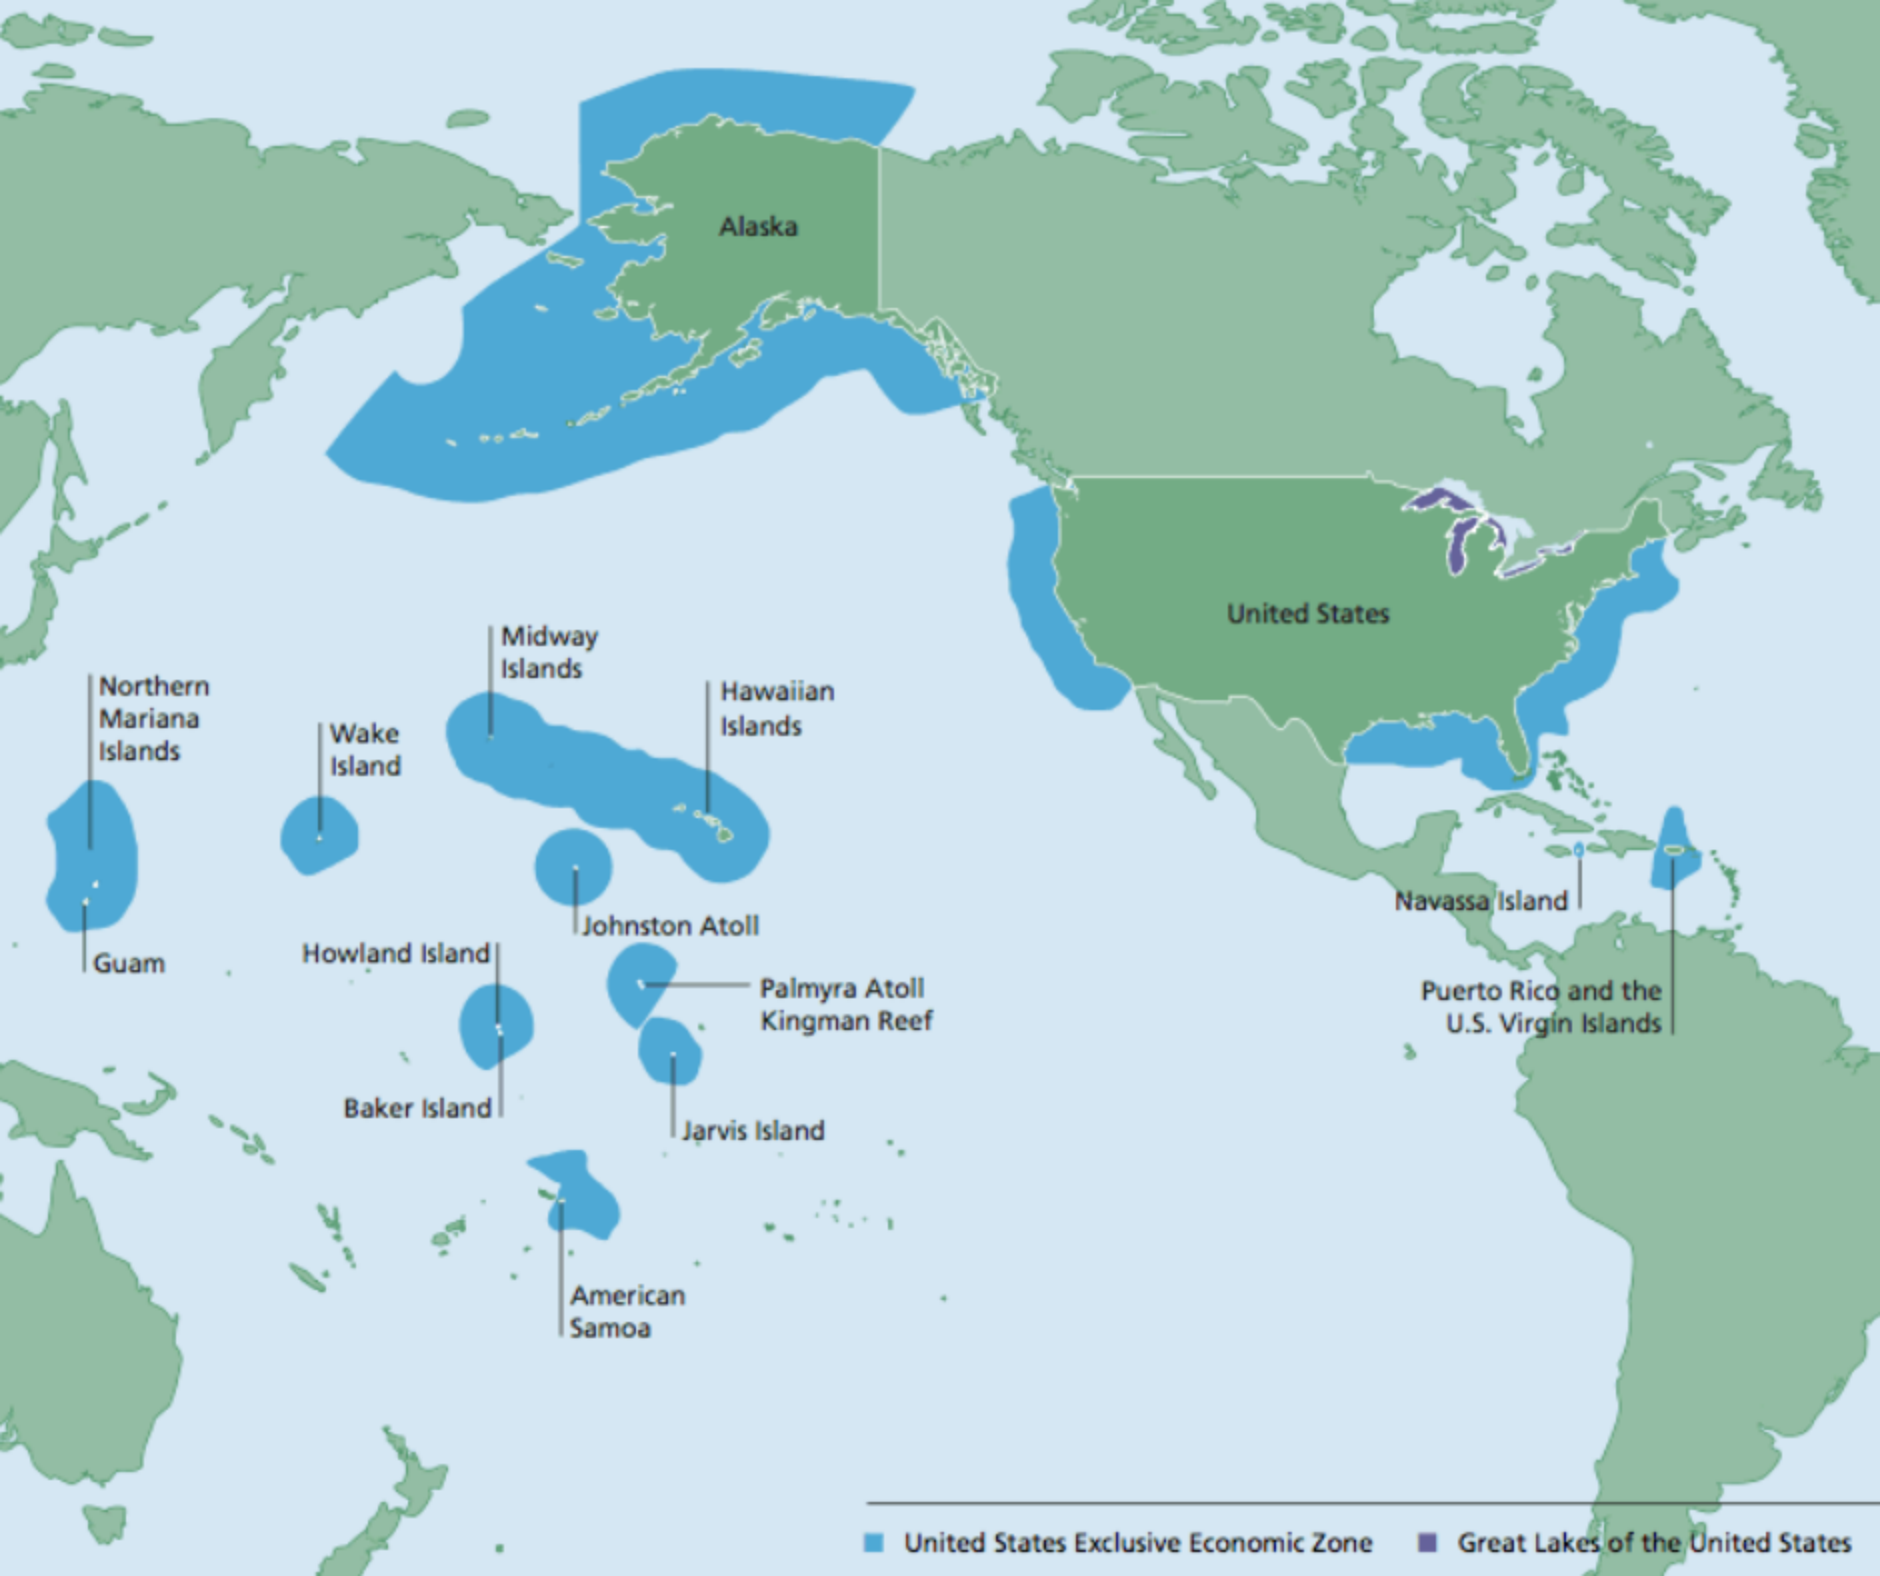 Alaska
United States
Midway
Islands
Northern
Mariana
Islands
Hawaiian
Islands
Wake
Island
Navassa Island
Johnston Atoll
Howland Island
Guam
Palmyra Atoll
Kingman Reef
Puerto Rico and the
U.S. Virgin Islands
Baker Island
Jarvis Island
American
Samoa
United States Exclusive Economic Zone
Great Lakes of the United States